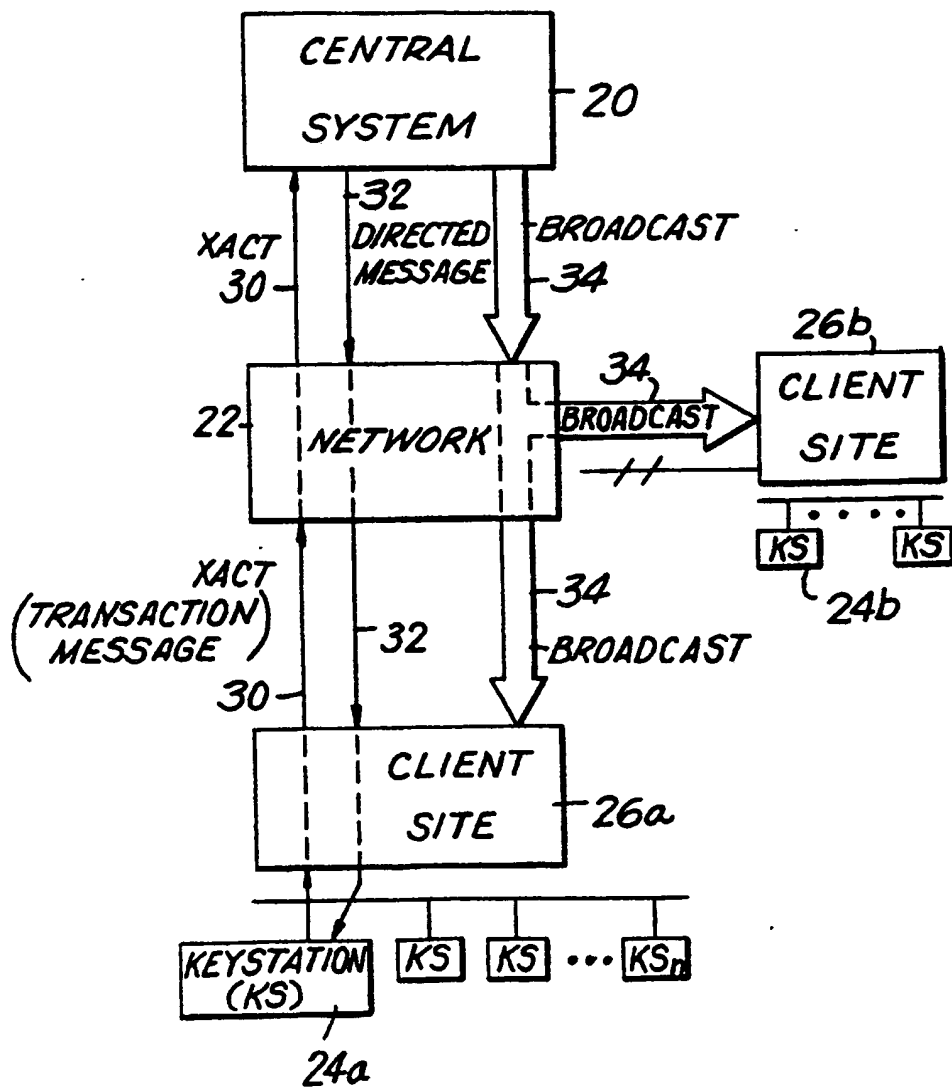 CENTRAL
SYSTEM
20
XACT
30
32
DIRECTED
MESSAGE
BROADCAST
34
26b
CLIENT
SITE
34
BROADCAST
22
NETWORK
KS
....
KS
24b
XACT
(TRANSACTION
MESSAGE)
30
32
34
BROADCAST
CLIENT
SITE
26a
KEYSTATION
(KS)
KS
KS
...
KSn
24a